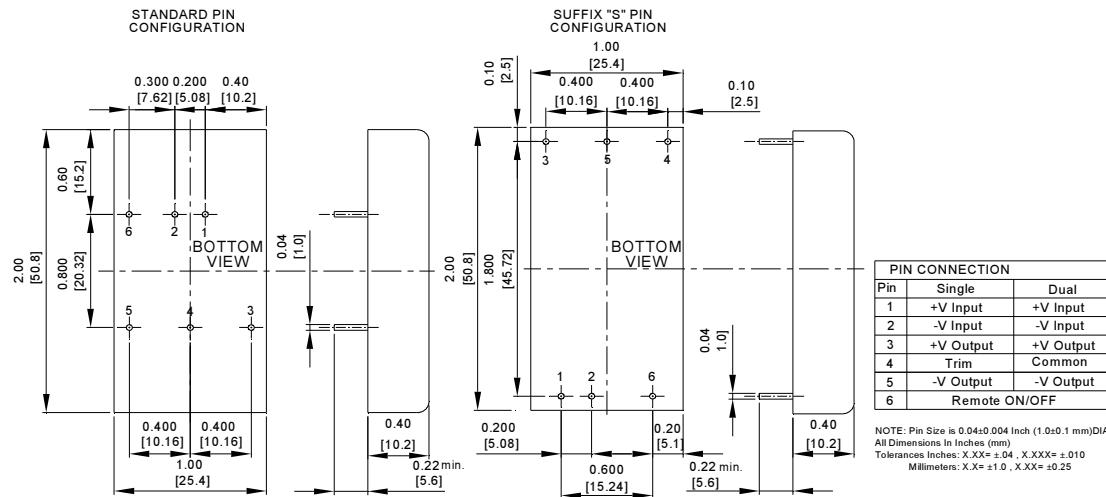 STANDARD PIN
CONFIGURATION
0.300 0.200 0.40
[7.62] [5.08] [10.2]
0.60
[15.2]
2.00
[50.8]
0.800
[20.32]
6 2 1
BOTTOM
VIEW
5 4 3
0.04
[1.0]
0.400 0.400
[10.16] [10.16]
1.00
[25.4]
0.40
[10.2]
0.22 min.
[5.6]
SUFFIX "S" PIN
CONFIGURATION
1.00
[25.4]
0.10
[2.5]
0.400 0.400
[10.16] [10.16]
0.10
[2.5]
3 5 4
BOTTOM
VIEW
2.00
[50.8]
1.800
[45.72]
1 2 6
0.04
1.0]
0.200
[5.08]
0.20
[5.1]
0.600
[15.24]
0.22 min.
[5.6]
0.40
[10.2]
PIN CONNECTION
Pin Single Dual
1 +V Input +V Input
2 -V Input -V Input
3 +V Output +V Output
4 Trim Common
5 -V Output -V Output
6 Remote ON/OFF
NOTE: Pin Size is 0.04±0.004 Inch (1.0±0.1 mm)DIA
All Dimensions In Inches (mm)
Tolerances Inches: X.XX= ±.04 , X.XXX= ±.010
Millimeters: X.X= ±1.0 , X.XX= ±0.25